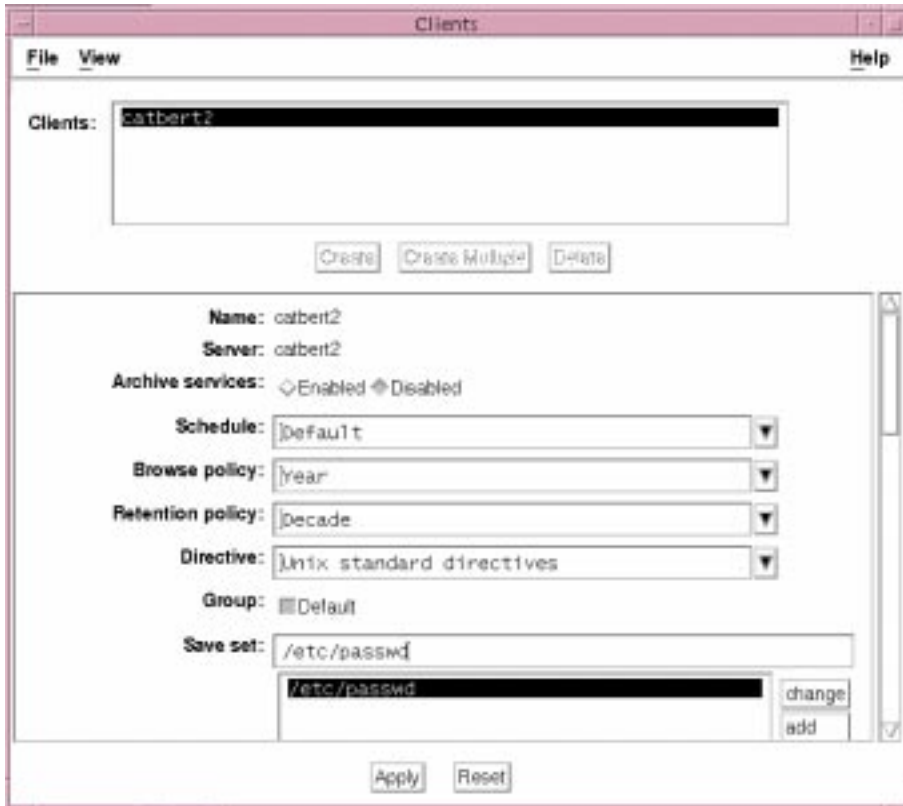 Clients
File View Help
Clients: catbert2
Create Create Multiple Delete
Name: catbert2
Server: catbert2
Archive services: Enabled Disabled
Schedule: Default
Browse policy: Year
Retention policy: Decade
Directive: Unix standard directives
Group: Default
Save set: /etc/passwd
/etc/passwd change
add
Apply Reset